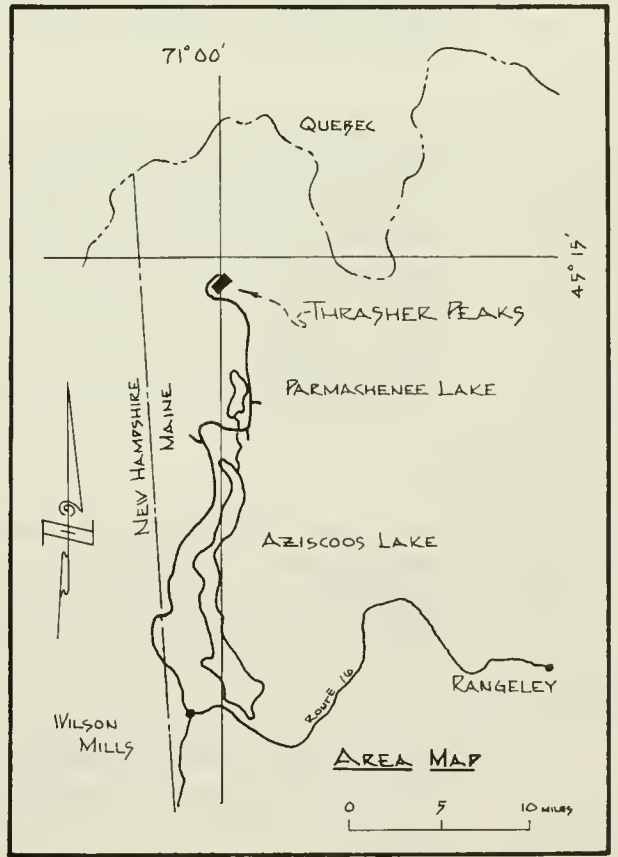 71° 00'
QUEBEC
45° 15'
THRASHER PEAKS
PARMACHENEE LAKE
NEW HAMPSHIRE
MAINE
N
AZISCOOS LAKE
ROUTE 16
RANGELEY
WILSON
MILLS
AREA MAP
0 5 10 MILES